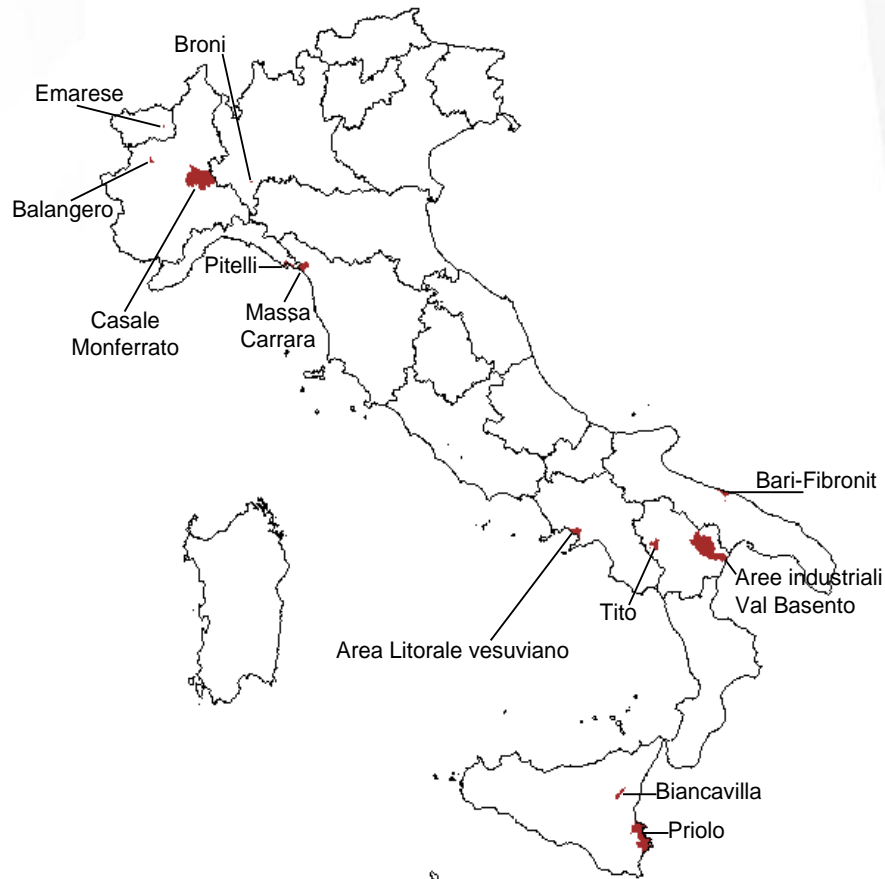 Broni
Emarese
Balangero
Casale
Monferrato
Pitelli
Massa
Carrara
Bari-Fibronit
Aree industriali
Val Basento
Tito
Area Litorale vesuviano
Biancavilla
Priolo